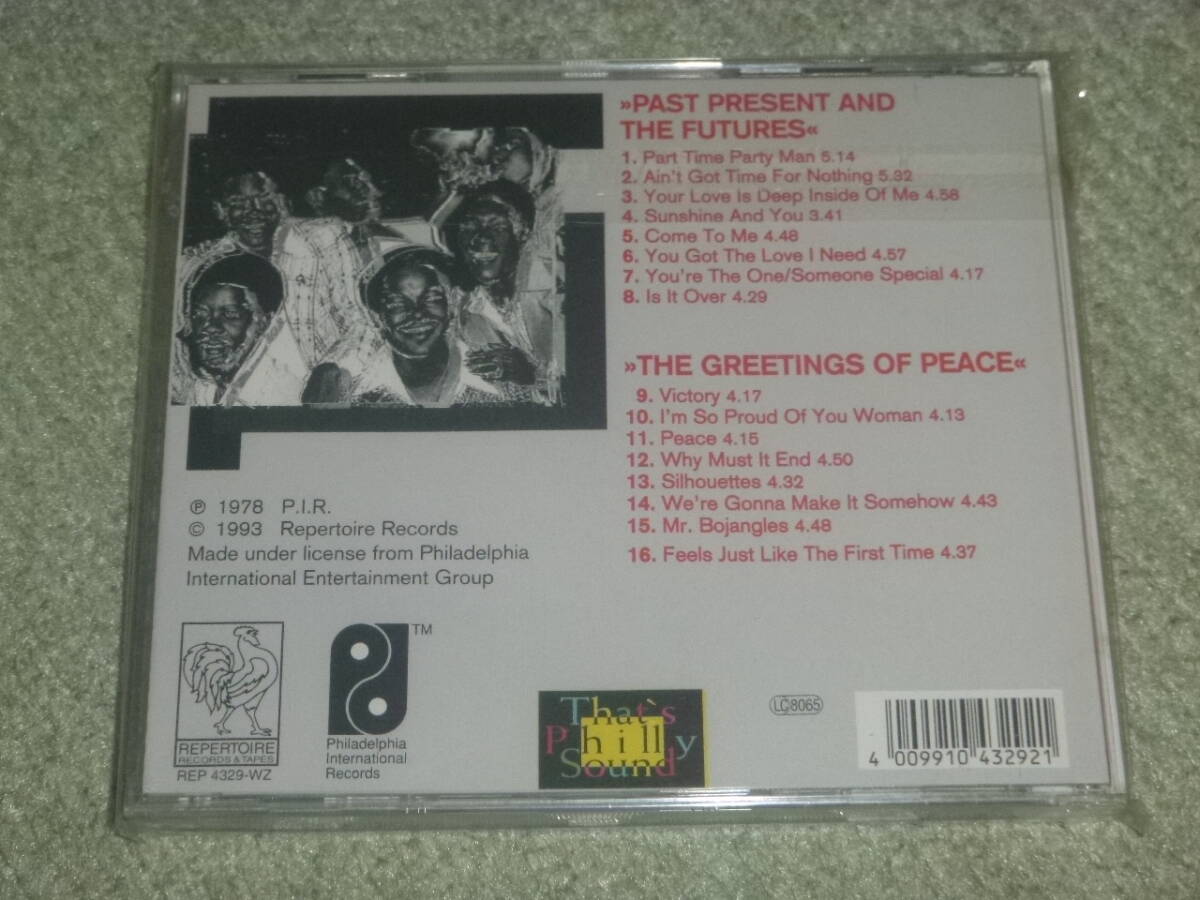 »PAST PRESENT AND
THE FUTURES«
1. Part Time Party Man 5.14
2. Ain't Got Time For Nothing 5.32
3. Your Love Is Deep Inside Of Me 4.58
4. Sunshine And You 3.41
5. Come To Me 4.48
6. You Got The Love I Need 4.57
7. You're The One/Someone Special 4.17
8. Is It Over 4.29
»THE GREETINGS OF PEACE«
9. Victory 4.17
10. I'm So Proud Of You Woman 4.13
11. Peace 4.15
12. Why Must It End 4.50
13. Silhouettes 4.32
14. We're Gonna Make It Somehow 4.43
15. Mr. Bojangles 4.48
16. Feels Just Like The First Time 4.37
℗ 1978 P.I.R.
© 1993 Repertoire Records
Made under license from Philadelphia
International Entertainment Group
REPERTOIRE
RECORDS & TAPES
REP 4329-WZ
TM
Philadelphia
International
Records
That`s
Philly
Sound
LC 8065
4 009910 432921